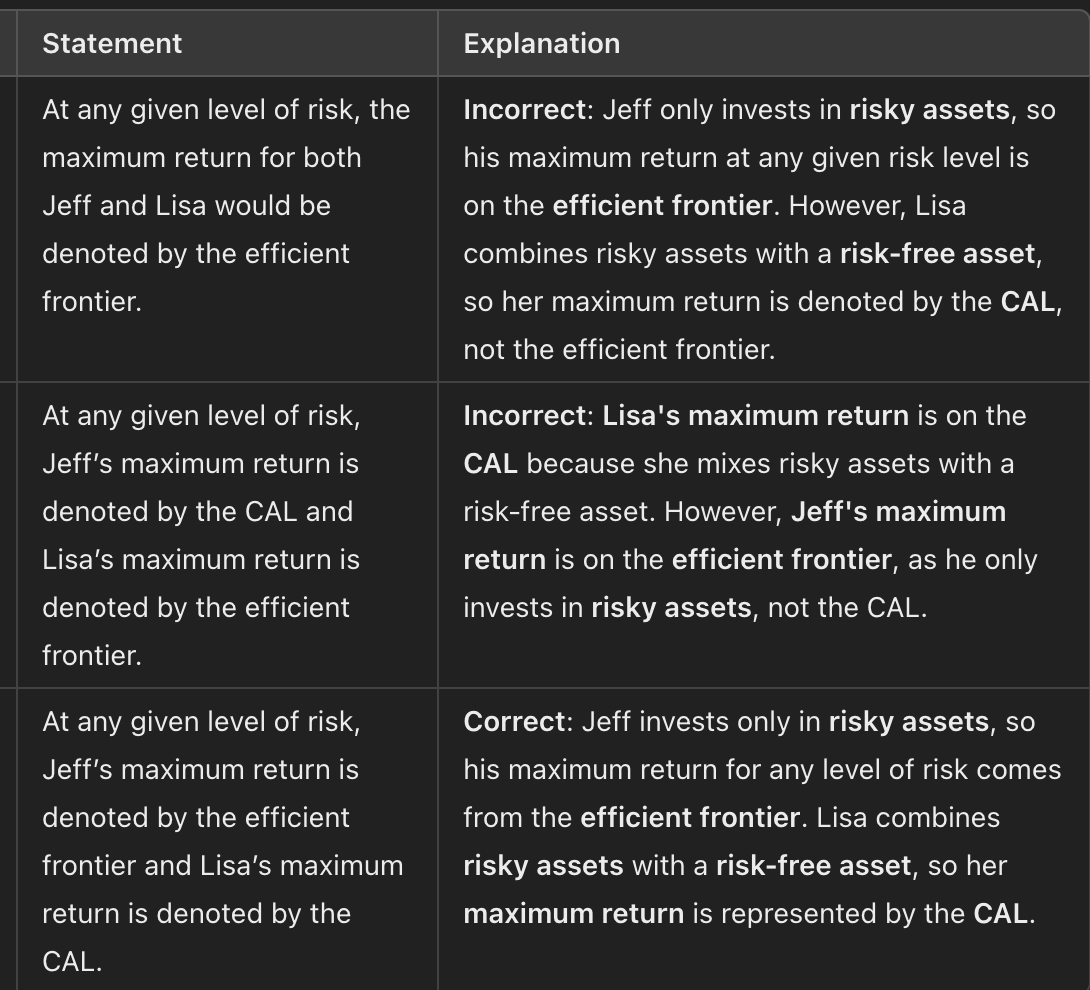 Statement
Explanation
At any given level of risk, the
maximum return for both
Jeff and Lisa would be
denoted by the efficient
frontier.
Incorrect: Jeff only invests in risky assets, so
his maximum return at any given risk level is
on the efficient frontier. However, Lisa
combines risky assets with a risk-free asset,
so her maximum return is denoted by the CAL,
not the efficient frontier.
At any given level of risk,
Jeff’s maximum return is
denoted by the CAL and
Lisa’s maximum return is
denoted by the efficient
frontier.
Incorrect: Lisa's maximum return is on the
CAL because she mixes risky assets with a
risk-free asset. However, Jeff's maximum
return is on the efficient frontier, as he only
invests in risky assets, not the CAL.
At any given level of risk,
Jeff’s maximum return is
denoted by the efficient
frontier and Lisa’s maximum
return is denoted by the
CAL.
Correct: Jeff invests only in risky assets, so
his maximum return for any level of risk comes
from the efficient frontier. Lisa combines
risky assets with a risk-free asset, so her
maximum return is represented by the CAL.